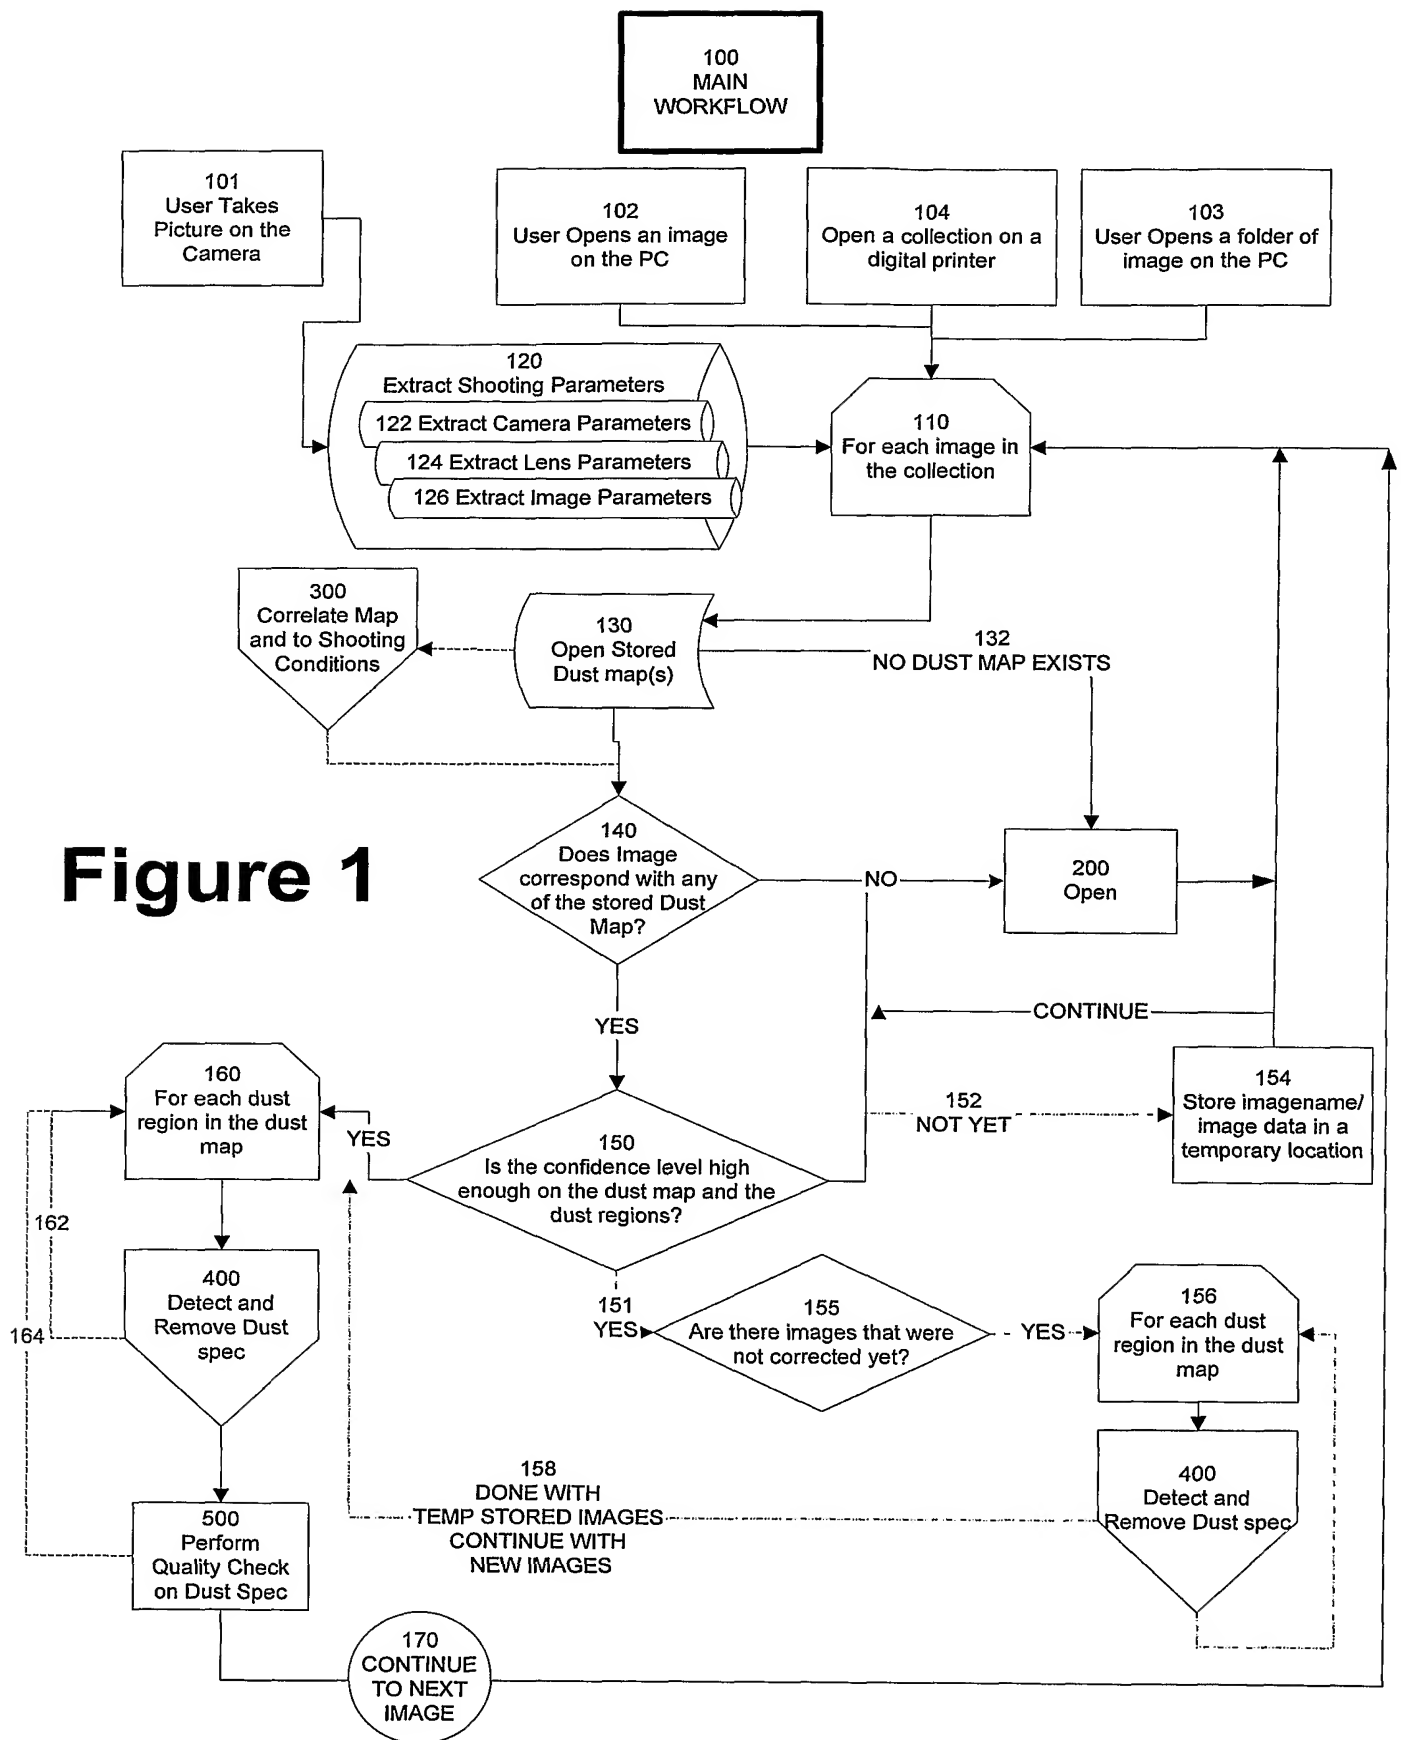 100
MAIN
WORKFLOW
101
User Takes
Picture on the
Camera
102
User Opens an image
on the PC
104
Open a collection on a
digital printer
103
User Opens a folder of
image on the PC
120
Extract Shooting Parameters
122 Extract Camera Parameters
124 Extract Lens Parameters
126 Extract Image Parameters
110
For each image in
the collection
300
Correlate Map
and to Shooting
Conditions
130
Open Stored
Dust map(s)
132
NO DUST MAP EXISTS
Figure 1
140
Does Image
correspond with any
of the stored Dust
Map?
NO
200
Open
YES
CONTINUE
160
For each dust
region in the dust
map
YES
150
Is the confidence level high
enough on the dust map and the
dust regions?
152
NOT YET
154
Store imagename/
image data in a
temporary location
162
164
400
Detect and
Remove Dust
spec
151
YES
155
Are there images that were
not corrected yet?
YES
156
For each dust
region in the dust
map
158
DONE WITH
TEMP STORED IMAGES
CONTINUE WITH
NEW IMAGES
400
Detect and
Remove Dust spec
500
Perform
Quality Check
on Dust Spec
170
CONTINUE
TO NEXT
IMAGE